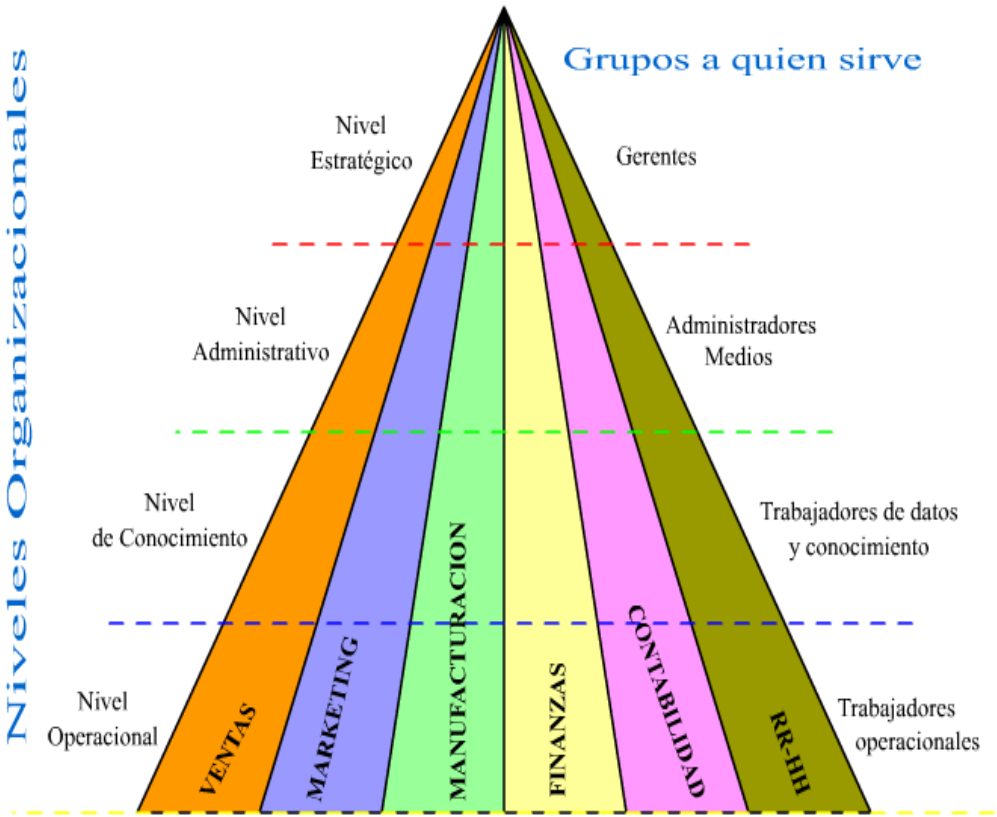 Niveles Organizacionales
Grupos a quien sirve
Nivel
Estratégico
Gerentes
Nivel
Administrativo
Administradores
Medios
Nivel
de Conocimiento
Trabajadores de datos
y conocimiento
Nivel
Operacional
Trabajadores
operacionales
VENTAS
MARKETING
MANUFACTURACION
FINANZAS
CONTABILIDAD
RR-HH